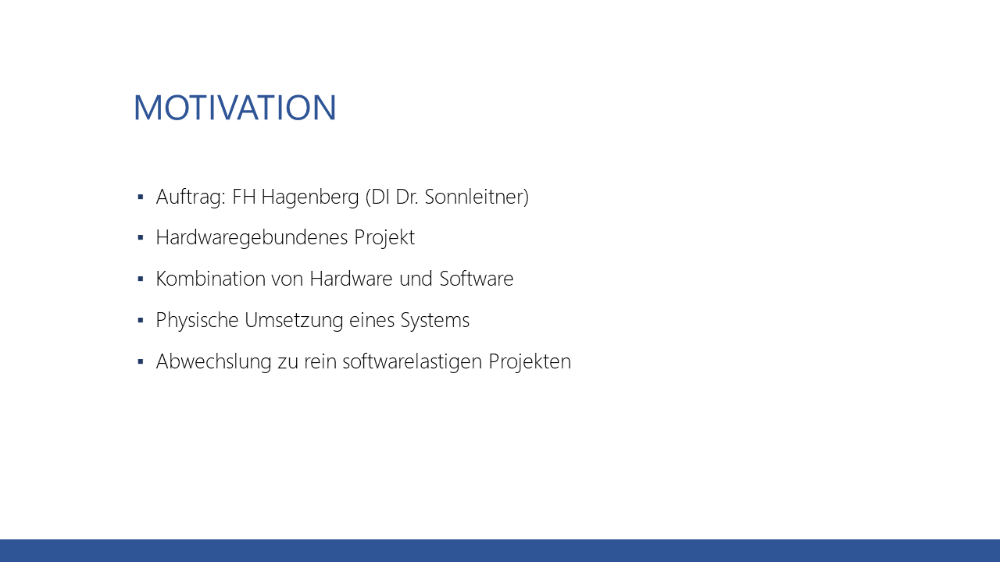 MOTIVATION
▪ Auftrag: FH Hagenberg (DI Dr. Sonnleitner)
▪ Hardwaregebundenes Projekt
▪ Kombination von Hardware und Software
▪ Physische Umsetzung eines Systems
▪ Abwechslung zu rein softwarelastigen Projekten